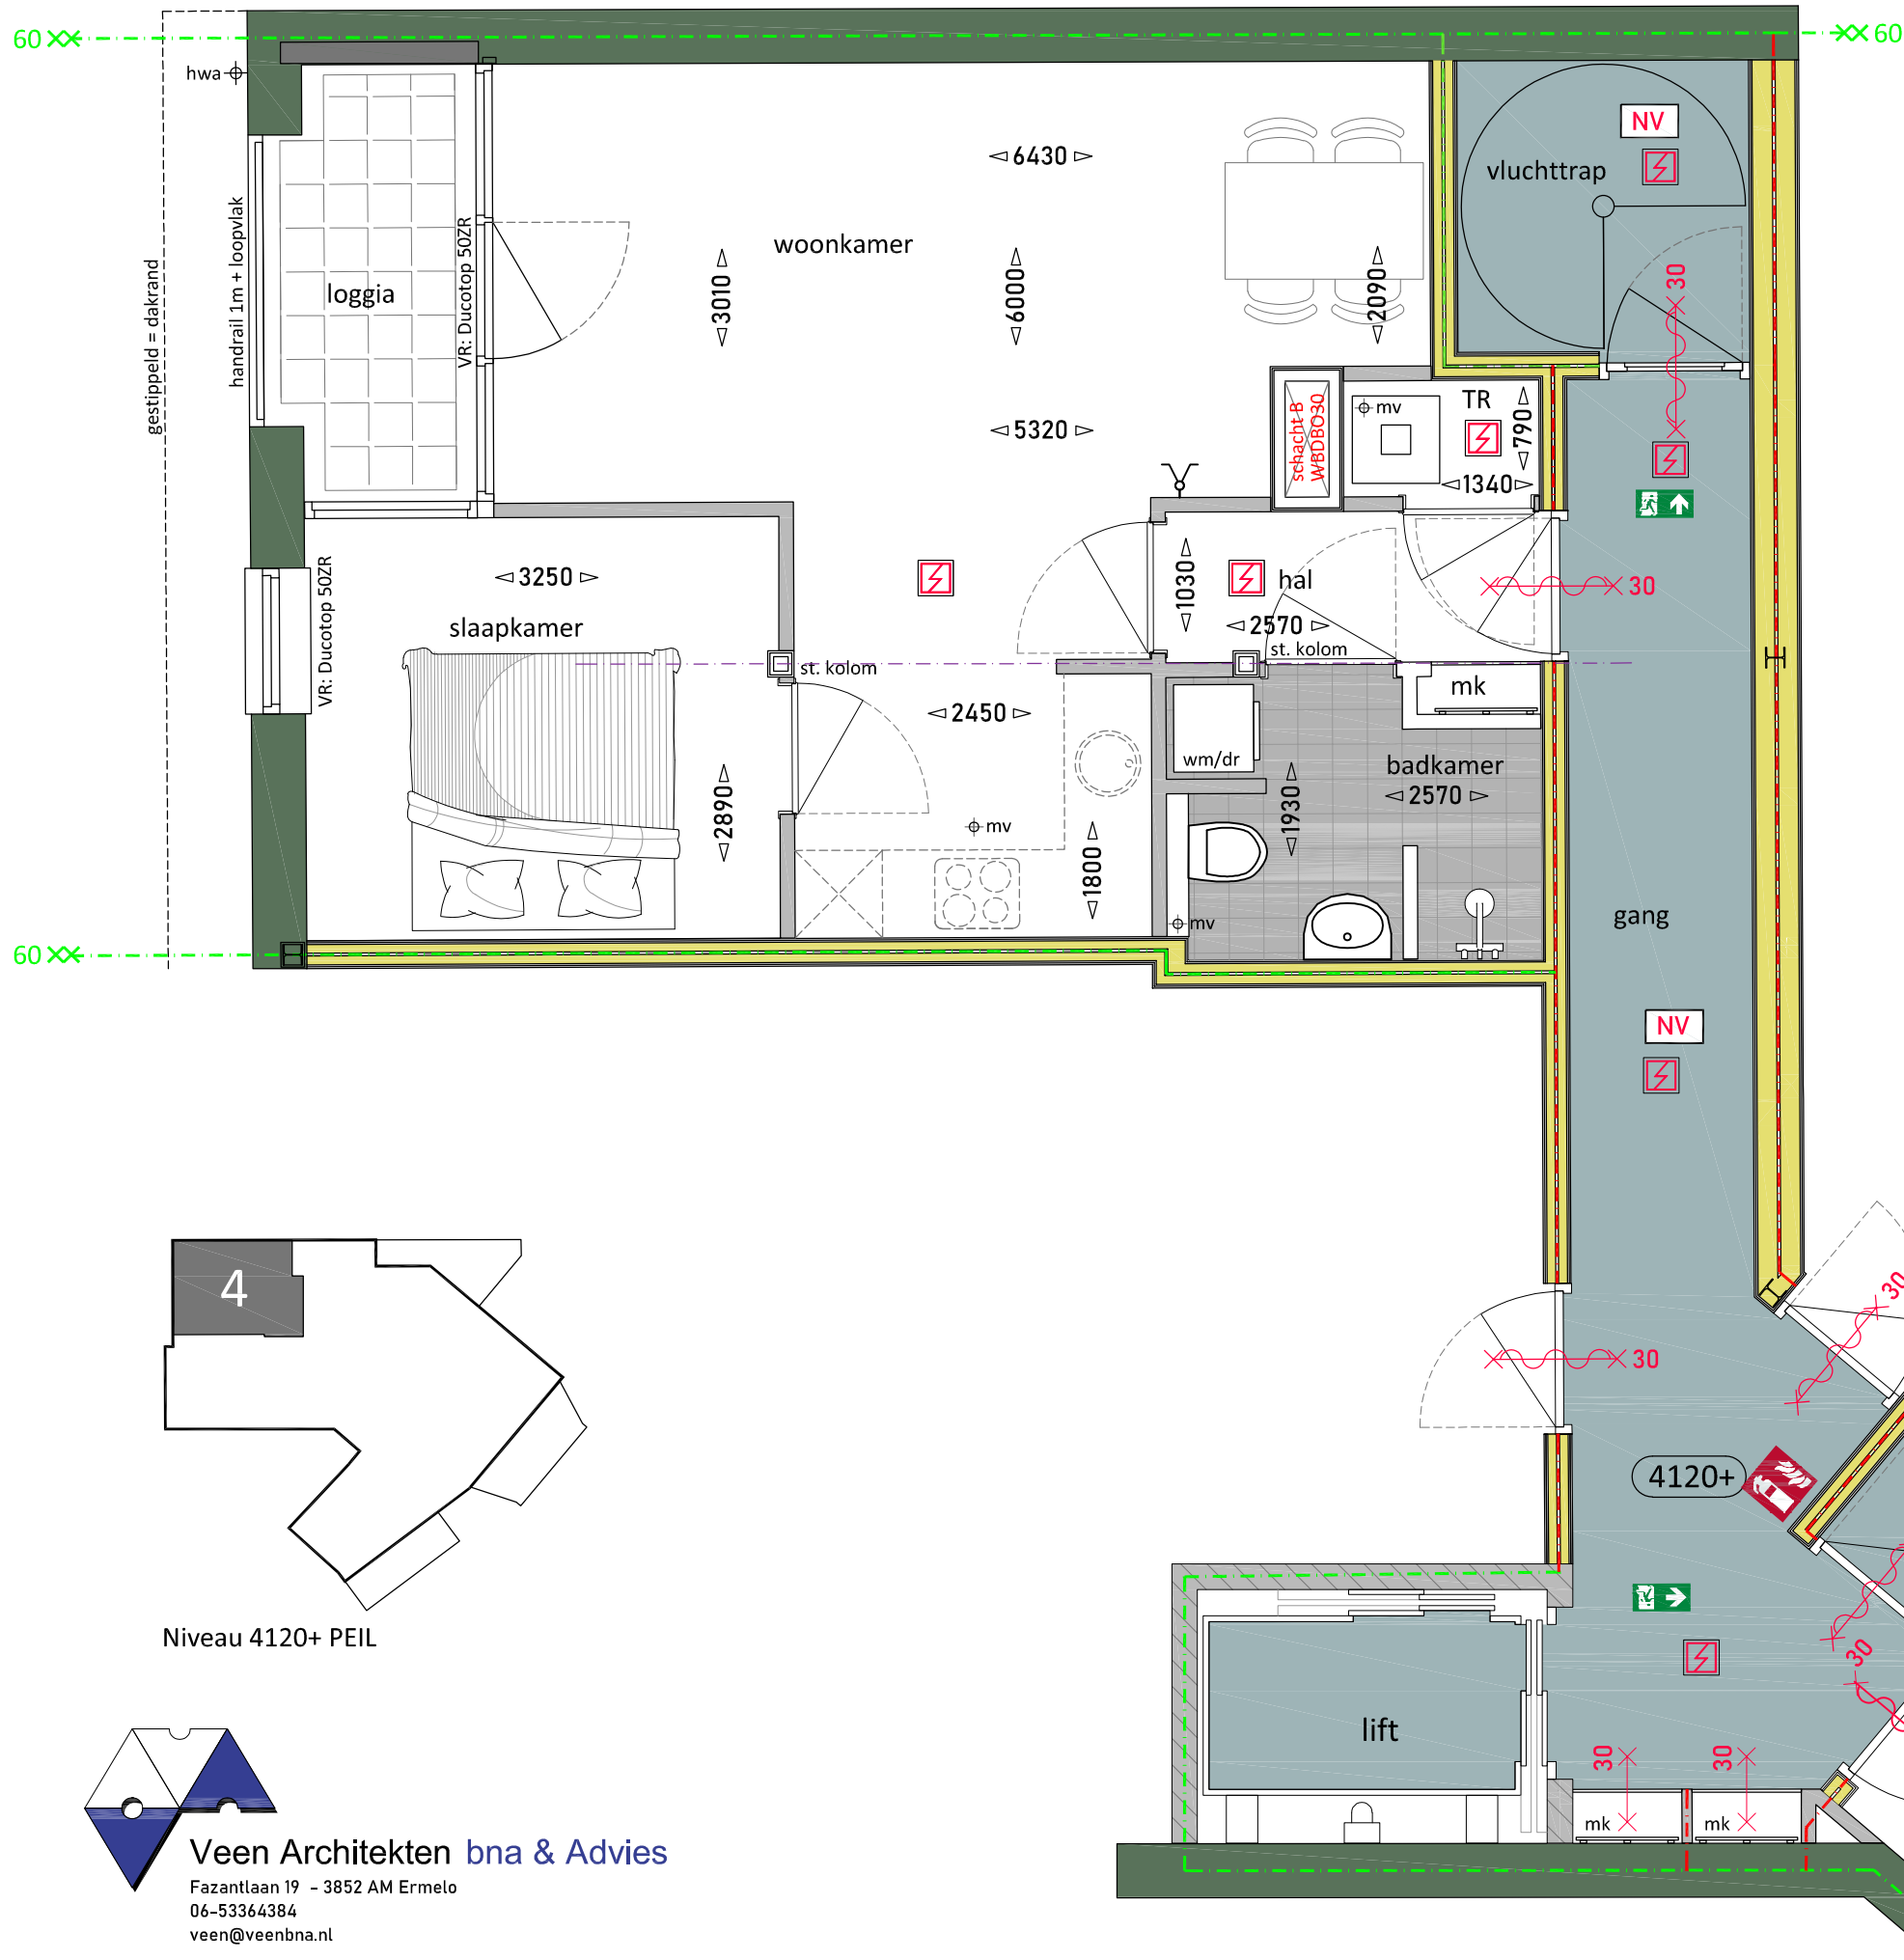 60
60
hwa
NV
6430
vluchttrap
handrail 1m + loopvlak
VR: Ducotop 50ZR
woonkamer
gestippeld = dakrand
loggia
3010
6000
2090
30
schacht B
WBDBO30
mv
TR
790
5320
1340
3250
VR: Ducotop 50ZR
slaapkamer
1030
hal
30
2570
st. kolom
st. kolom
mk
2450
wm/dr
badkamer
2570
2890
mv
1930
1800
mv
gang
60
NV
4
30
30
4120+
Niveau 4120+ PEIL
30
lift
30
30
mk
mk
Veen Architekten bna & Advies
Fazantlaan 19 - 3852 AM Ermelo
06-53364384
veen@veenbna.nl